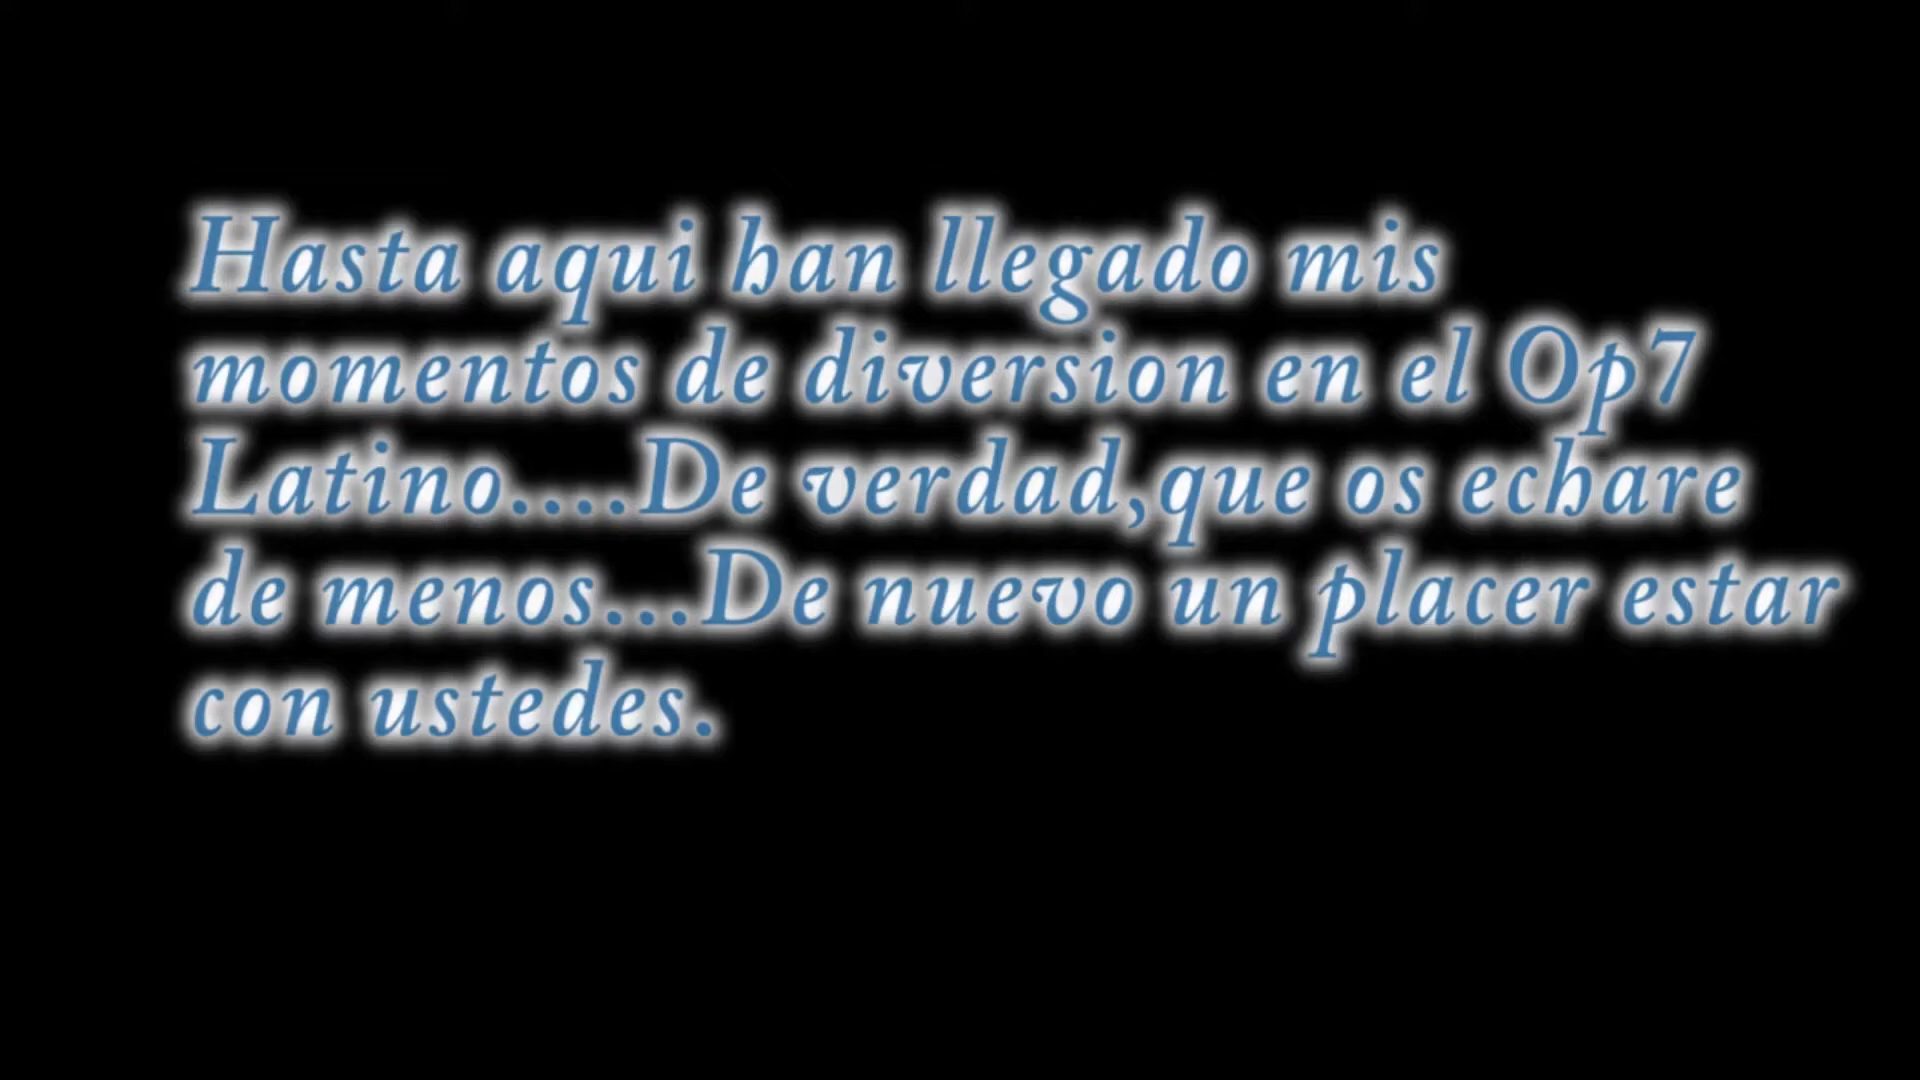 Hasta aqui han llegado mis
momentos de diversion en el Op7
Latino....De verdad,que os echare
de menos...De nuevo un placer estar
con ustedes.